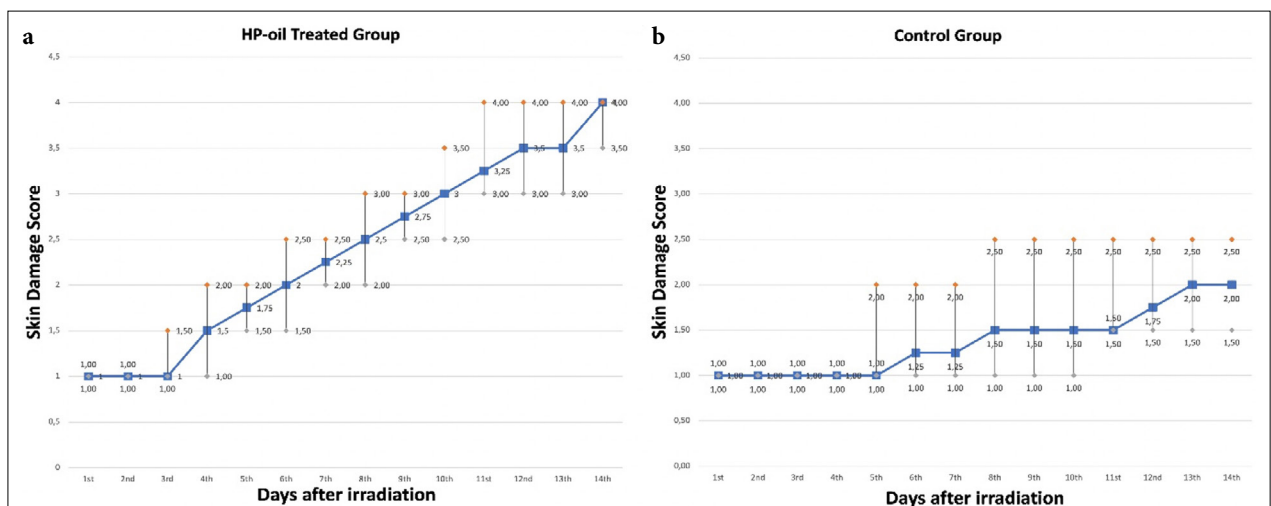 a
HP-oil Treated Group
4,5
4
3,5
3
2,5
2
1,5
1
0,5
0
Skin Damage Score
1,00 1,00
1 1 1
1,00 1,00 1,00
1,50
2,00 1,5 1,00
2,00 1,75 1,50
2,50 2 1,50
2,50 2,25 2,00
3,00 2,5 2,00
3,00 2,75 2,50
3,50 3 2,50
4,00 3,25 3,00
4,00 3,5 3,00
4,00 3,5 3,00
4,00 3,50
1st 2nd 3rd 4th 5th 6th 7th 8th 9th 10th 11st 12nd 13th 14th
Days after irradiation
b
Control Group
4,50
4,00
3,50
3,00
2,50
2,00
1,50
1,00
0,50
0,00
Skin Damage Score
1,00 1,00 1,00
1,00 1,00 1,00
1,00 1,00 1,00
1,00 1,00 1,00
2,00 1,00 1,00
2,00 1,25 1,00
2,00 1,25 1,00
2,50 1,50 1,00
2,50 1,50 1,00
2,50 1,50 1,00
2,50 1,50 1,50
2,50 1,75 1,50
2,50 2,00 1,50
2,50 2,00 1,50
1st 2nd 3rd 4th 5th 6th 7th 8th 9th 10th 11st 12nd 13th 14th
Days after irradiation